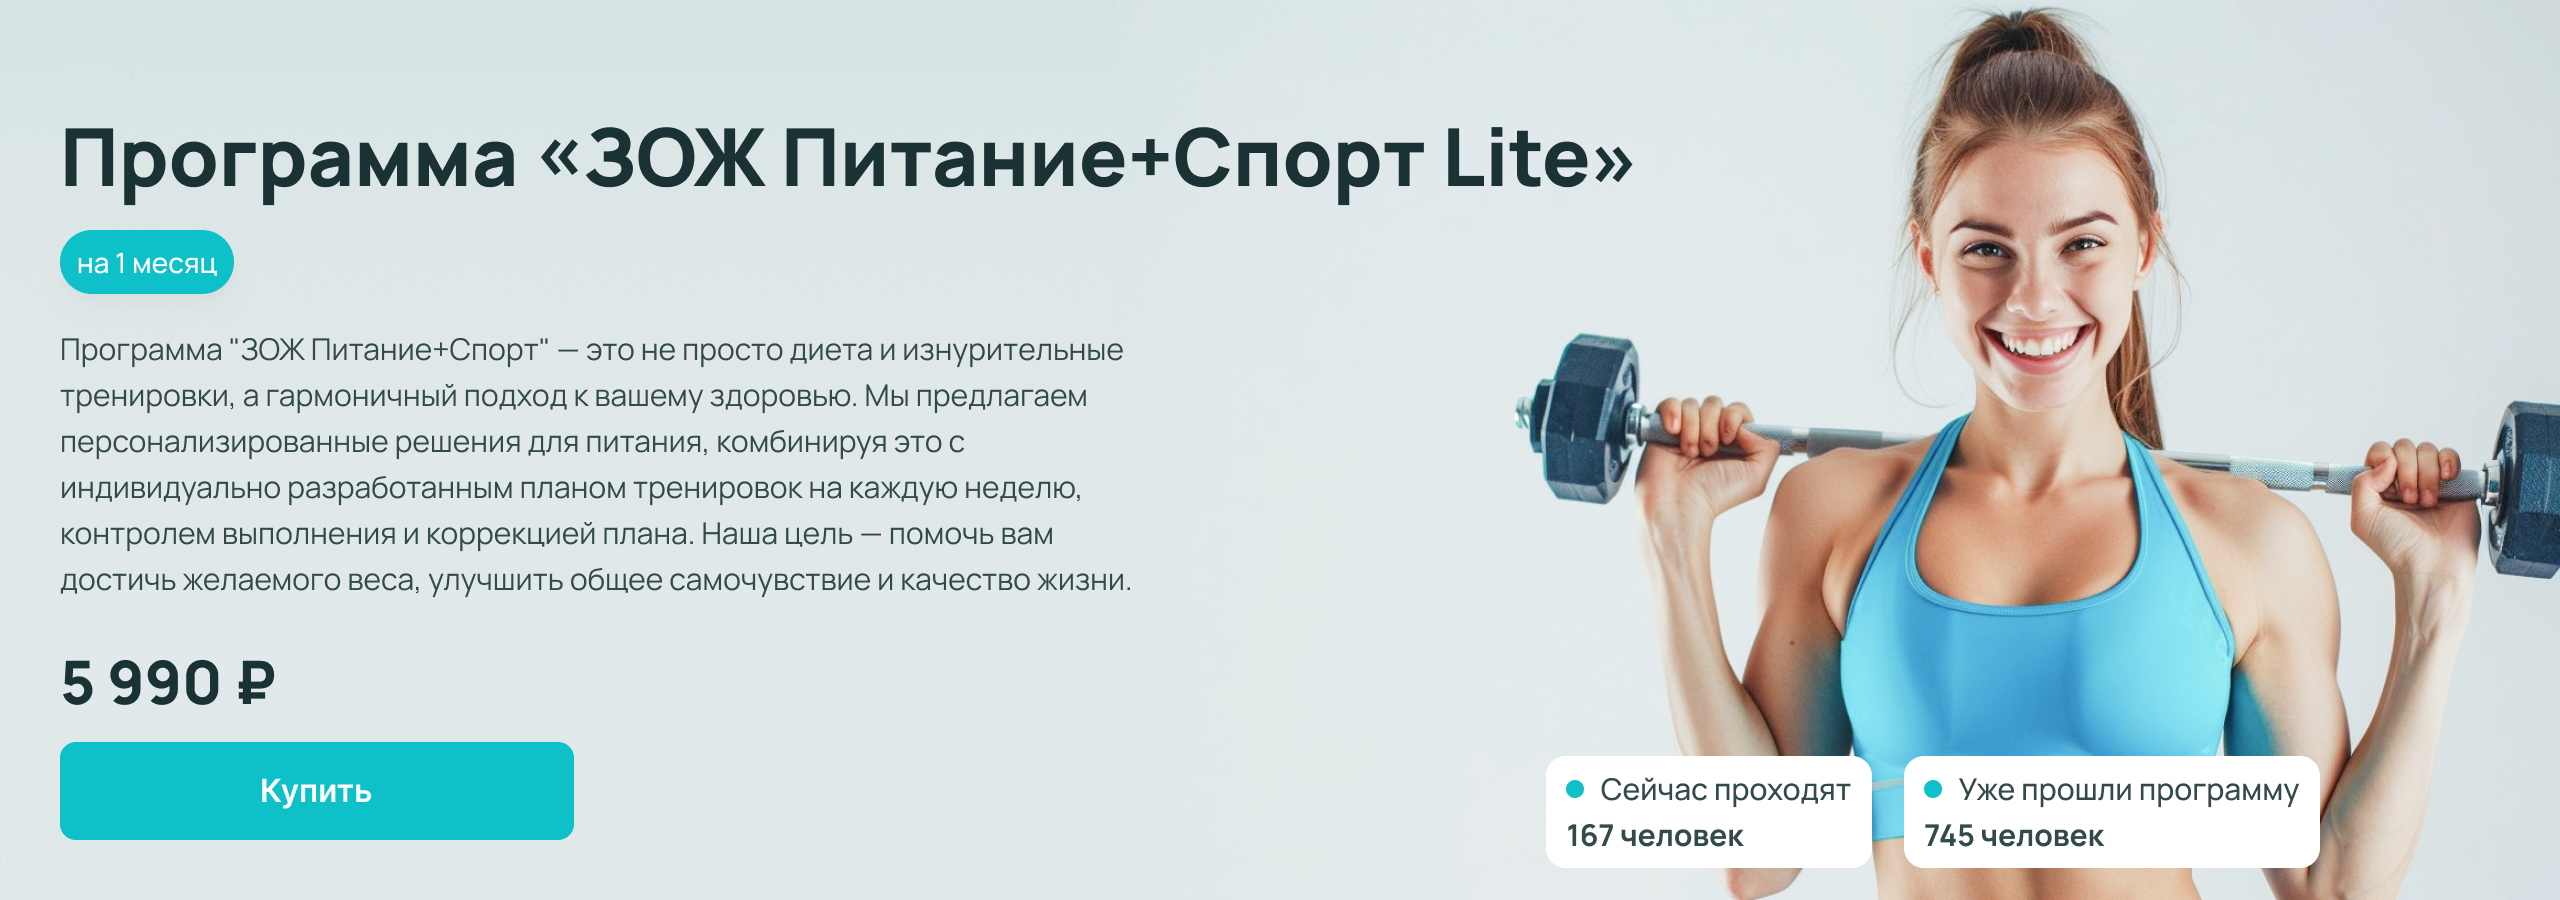 Программа «ЗОЖ Питание+Спорт Lite»
на 1 месяц
Программа "ЗОЖ Питание+Спорт" — это не просто диета и изнурительные
тренировки, а гармоничный подход к вашему здоровью. Мы предлагаем
персонализированные решения для питания, комбинируя это с
индивидуально разработанным планом тренировок на каждую неделю,
контролем выполнения и коррекцией плана. Наша цель — помочь вам
достичь желаемого веса, улучшить общее самочувствие и качество жизни.
5 990 ₽
Купить
Сейчас проходят
167 человек
Уже прошли программу
745 человек